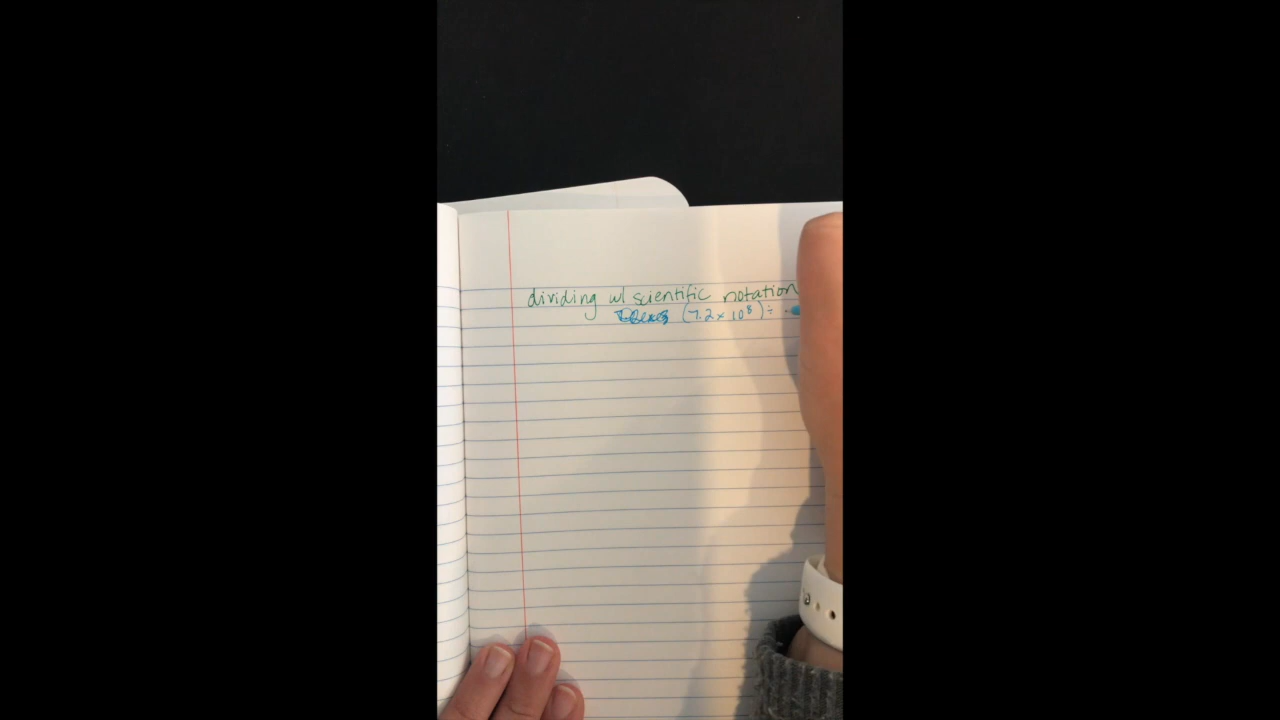 dividing w/ scientific notation
(7.2 x 10⁸) ÷